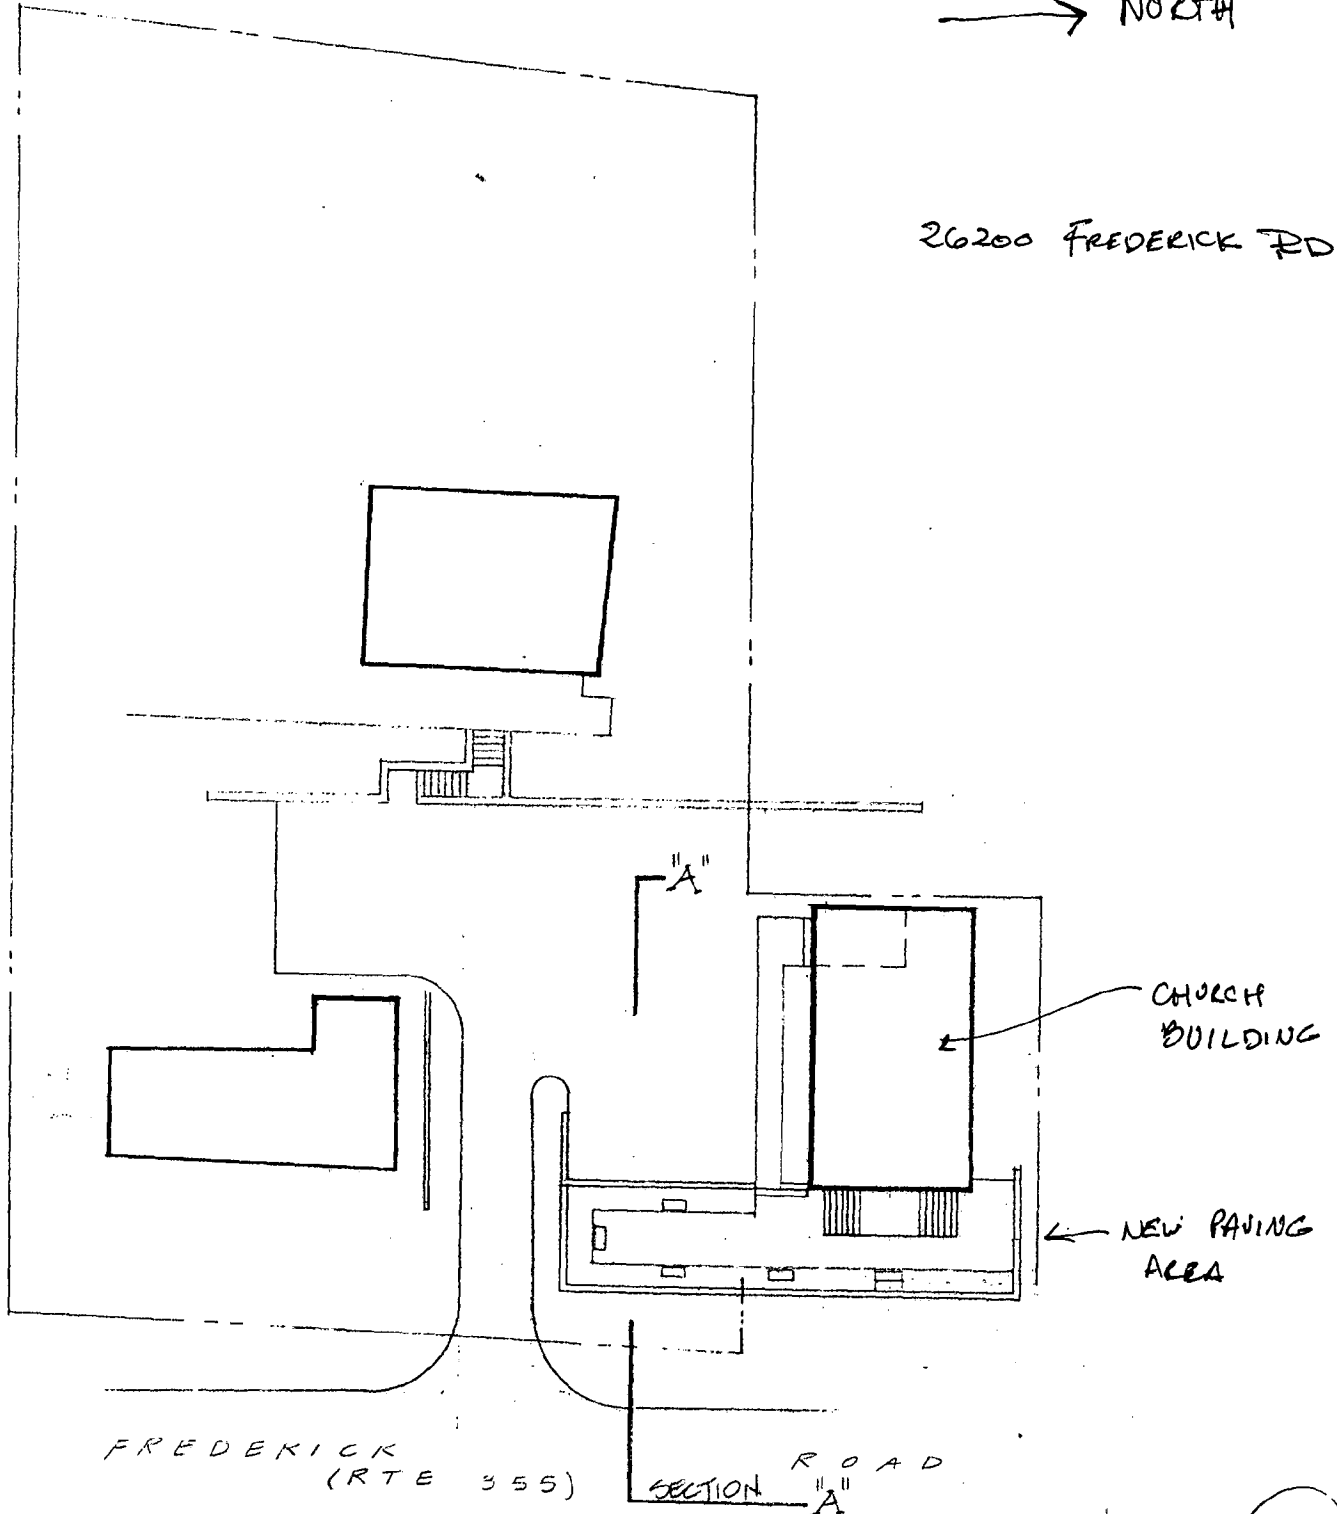 NORTH
26200 FREDERICK RD
"A"
CHURCH
BUILDING
NEW PAVING
AREA
FREDERICK ROAD
(RTE 355)
SECTION "A"